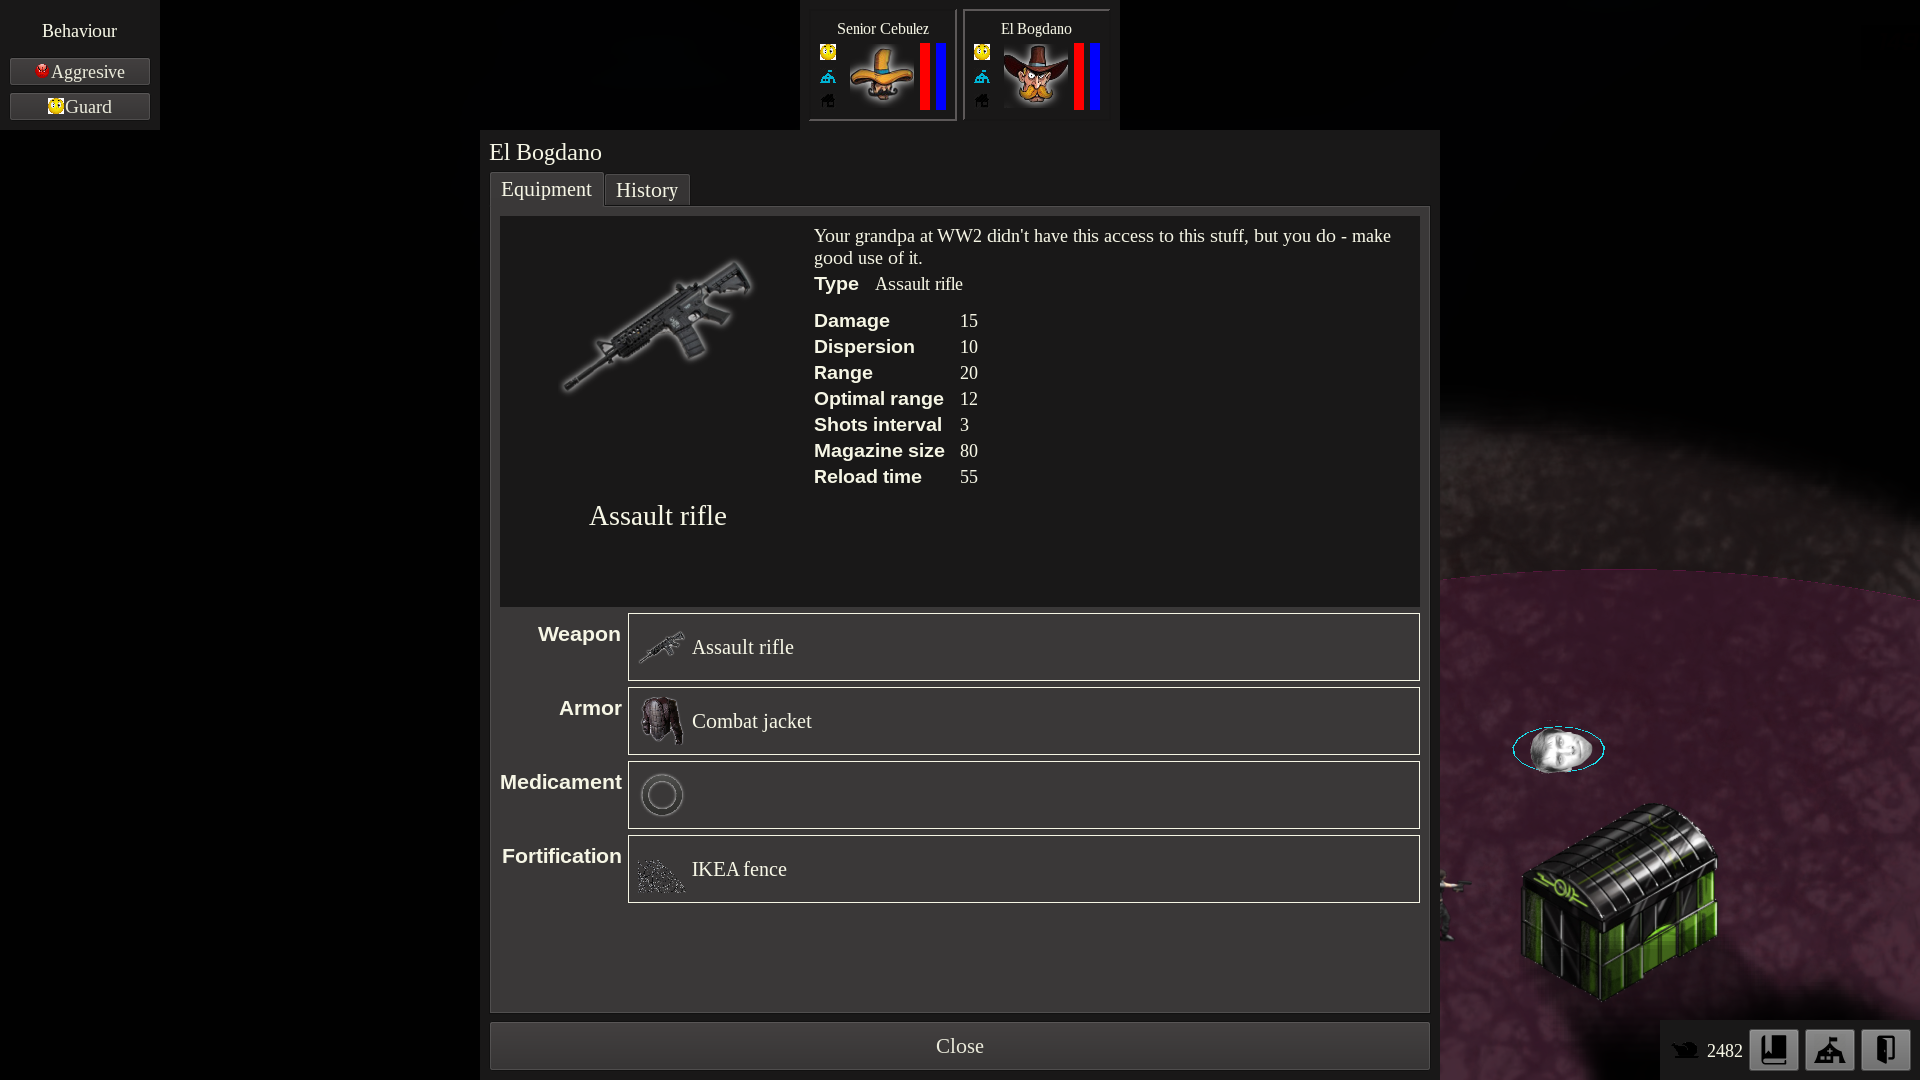 Behaviour
Aggresive
Guard
Senior Cebulez
El Bogdano
El Bogdano
Equipment
History
Your grandpa at WW2 didn't have this access to this stuff, but you do - make
good use of it.
Type Assault rifle
Damage 15
Dispersion 10
Range 20
Optimal range 12
Shots interval 3
Magazine size 80
Reload time 55
Assault rifle
Weapon Assault rifle
Armor Combat jacket
Medicament
Fortification IKEA fence
Close
2482